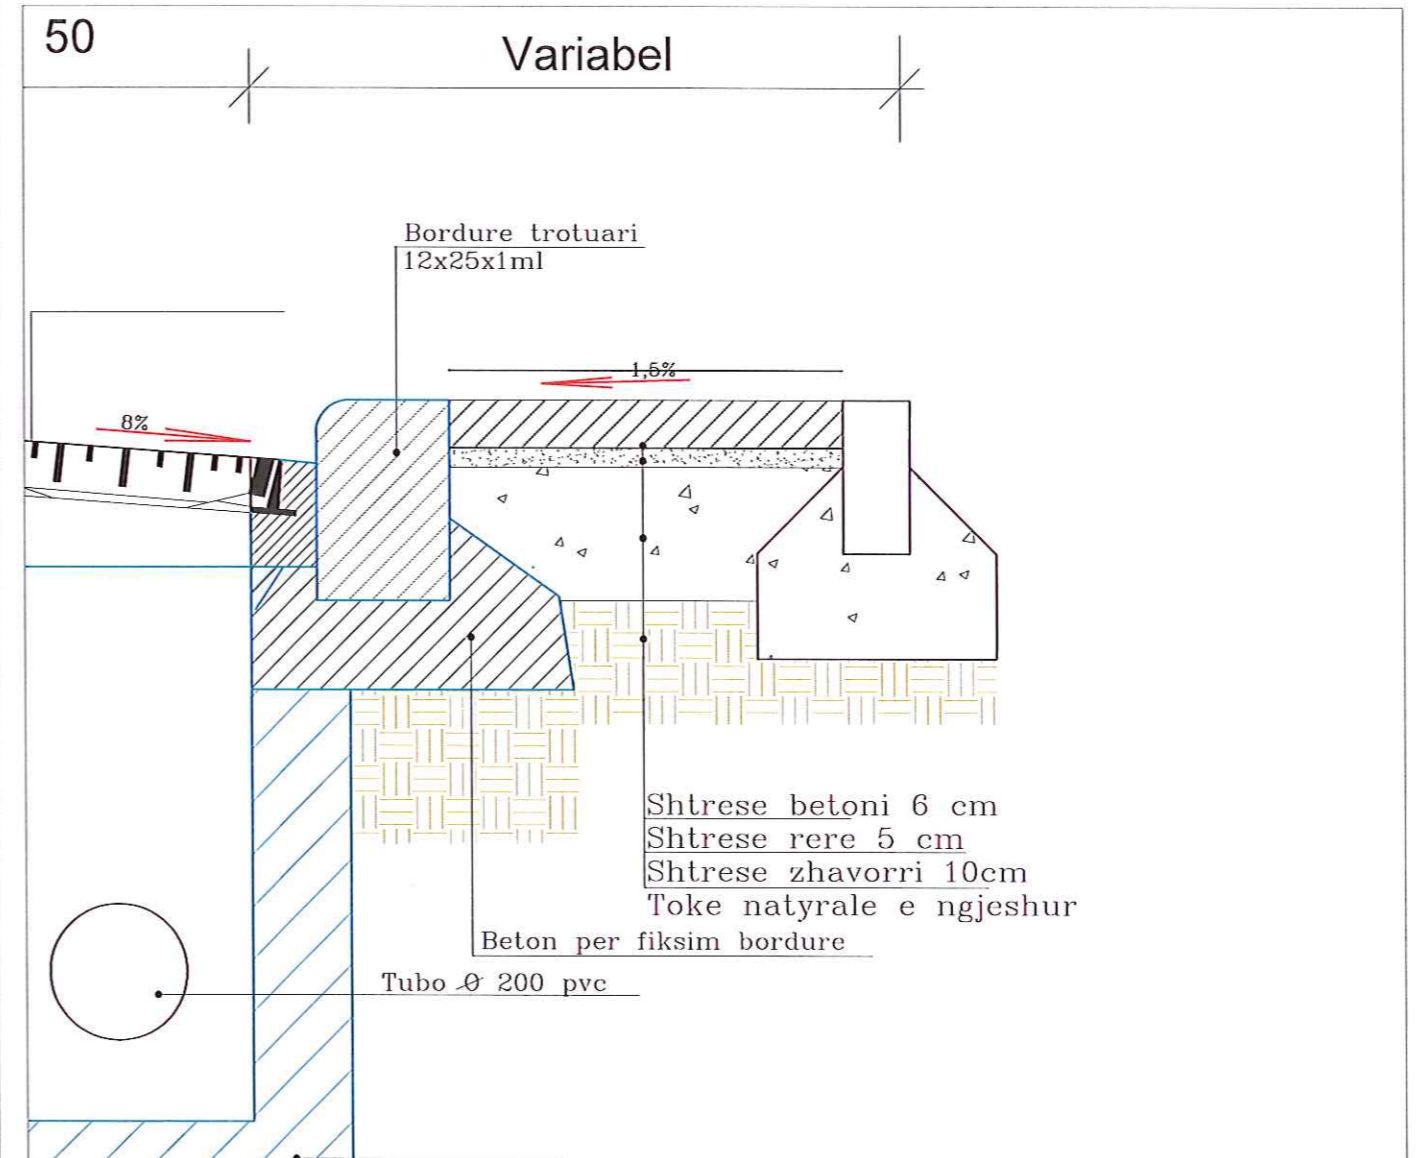 50
Variabel
Bordure trotuari
12x25x1ml
1,5%
8%
Shtrese betoni 6 cm
Shtrese rere 5 cm
Shtrese zhavorri 10cm
Toke natyrale e ngjeshur
Beton per fiksim bordure
Tubo Ø 200 pvc